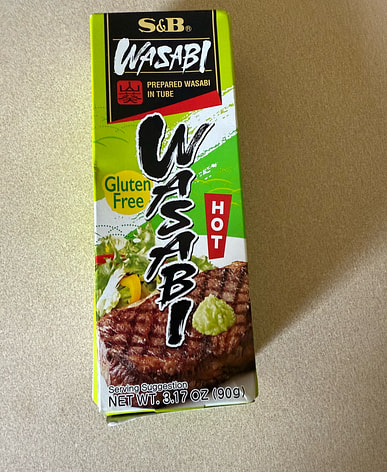 S&B®
WASABI
PREPARED WASABI
IN TUBE
WASABI
Gluten
Free
HOT
Serving Suggestion
NET WT. 3.17 OZ (90g)